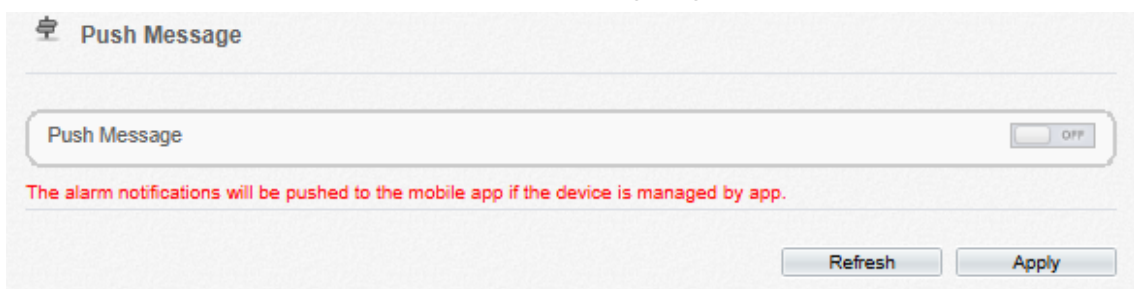 Push Message
Push Message OFF
The alarm notifications will be pushed to the mobile app if the device is managed by app.
Refresh Apply